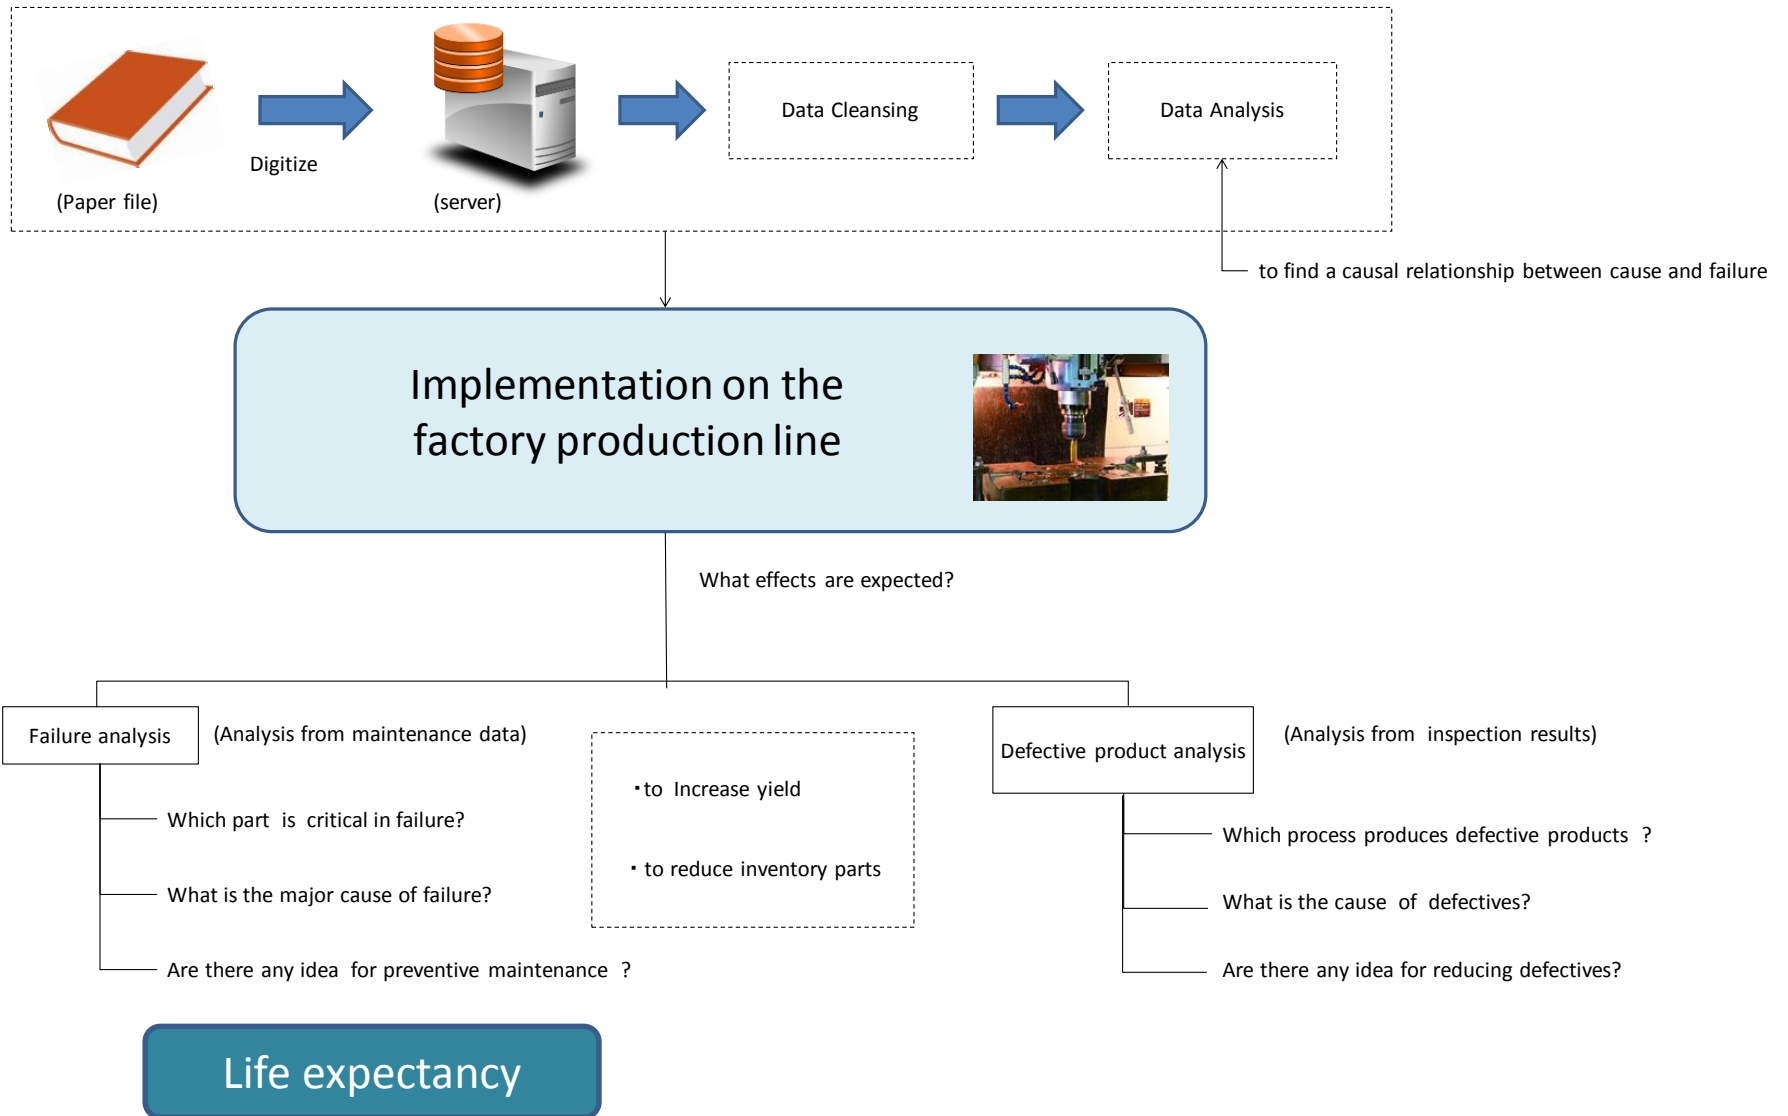 Data Cleansing
Data Analysis
Digitize
(Paper file)
(server)
to find a causal relationship between cause and failure
Implementation on the
factory production line
What effects are expected?
Failure analysis
(Analysis from maintenance data)
Defective product analysis
(Analysis from inspection results)
・to Increase yield
・to reduce inventory parts
Which part is critical in failure?
What is the major cause of failure?
Are there any idea for preventive maintenance ?
Which process produces defective products ?
What is the cause of defectives?
Are there any idea for reducing defectives?
Life expectancy